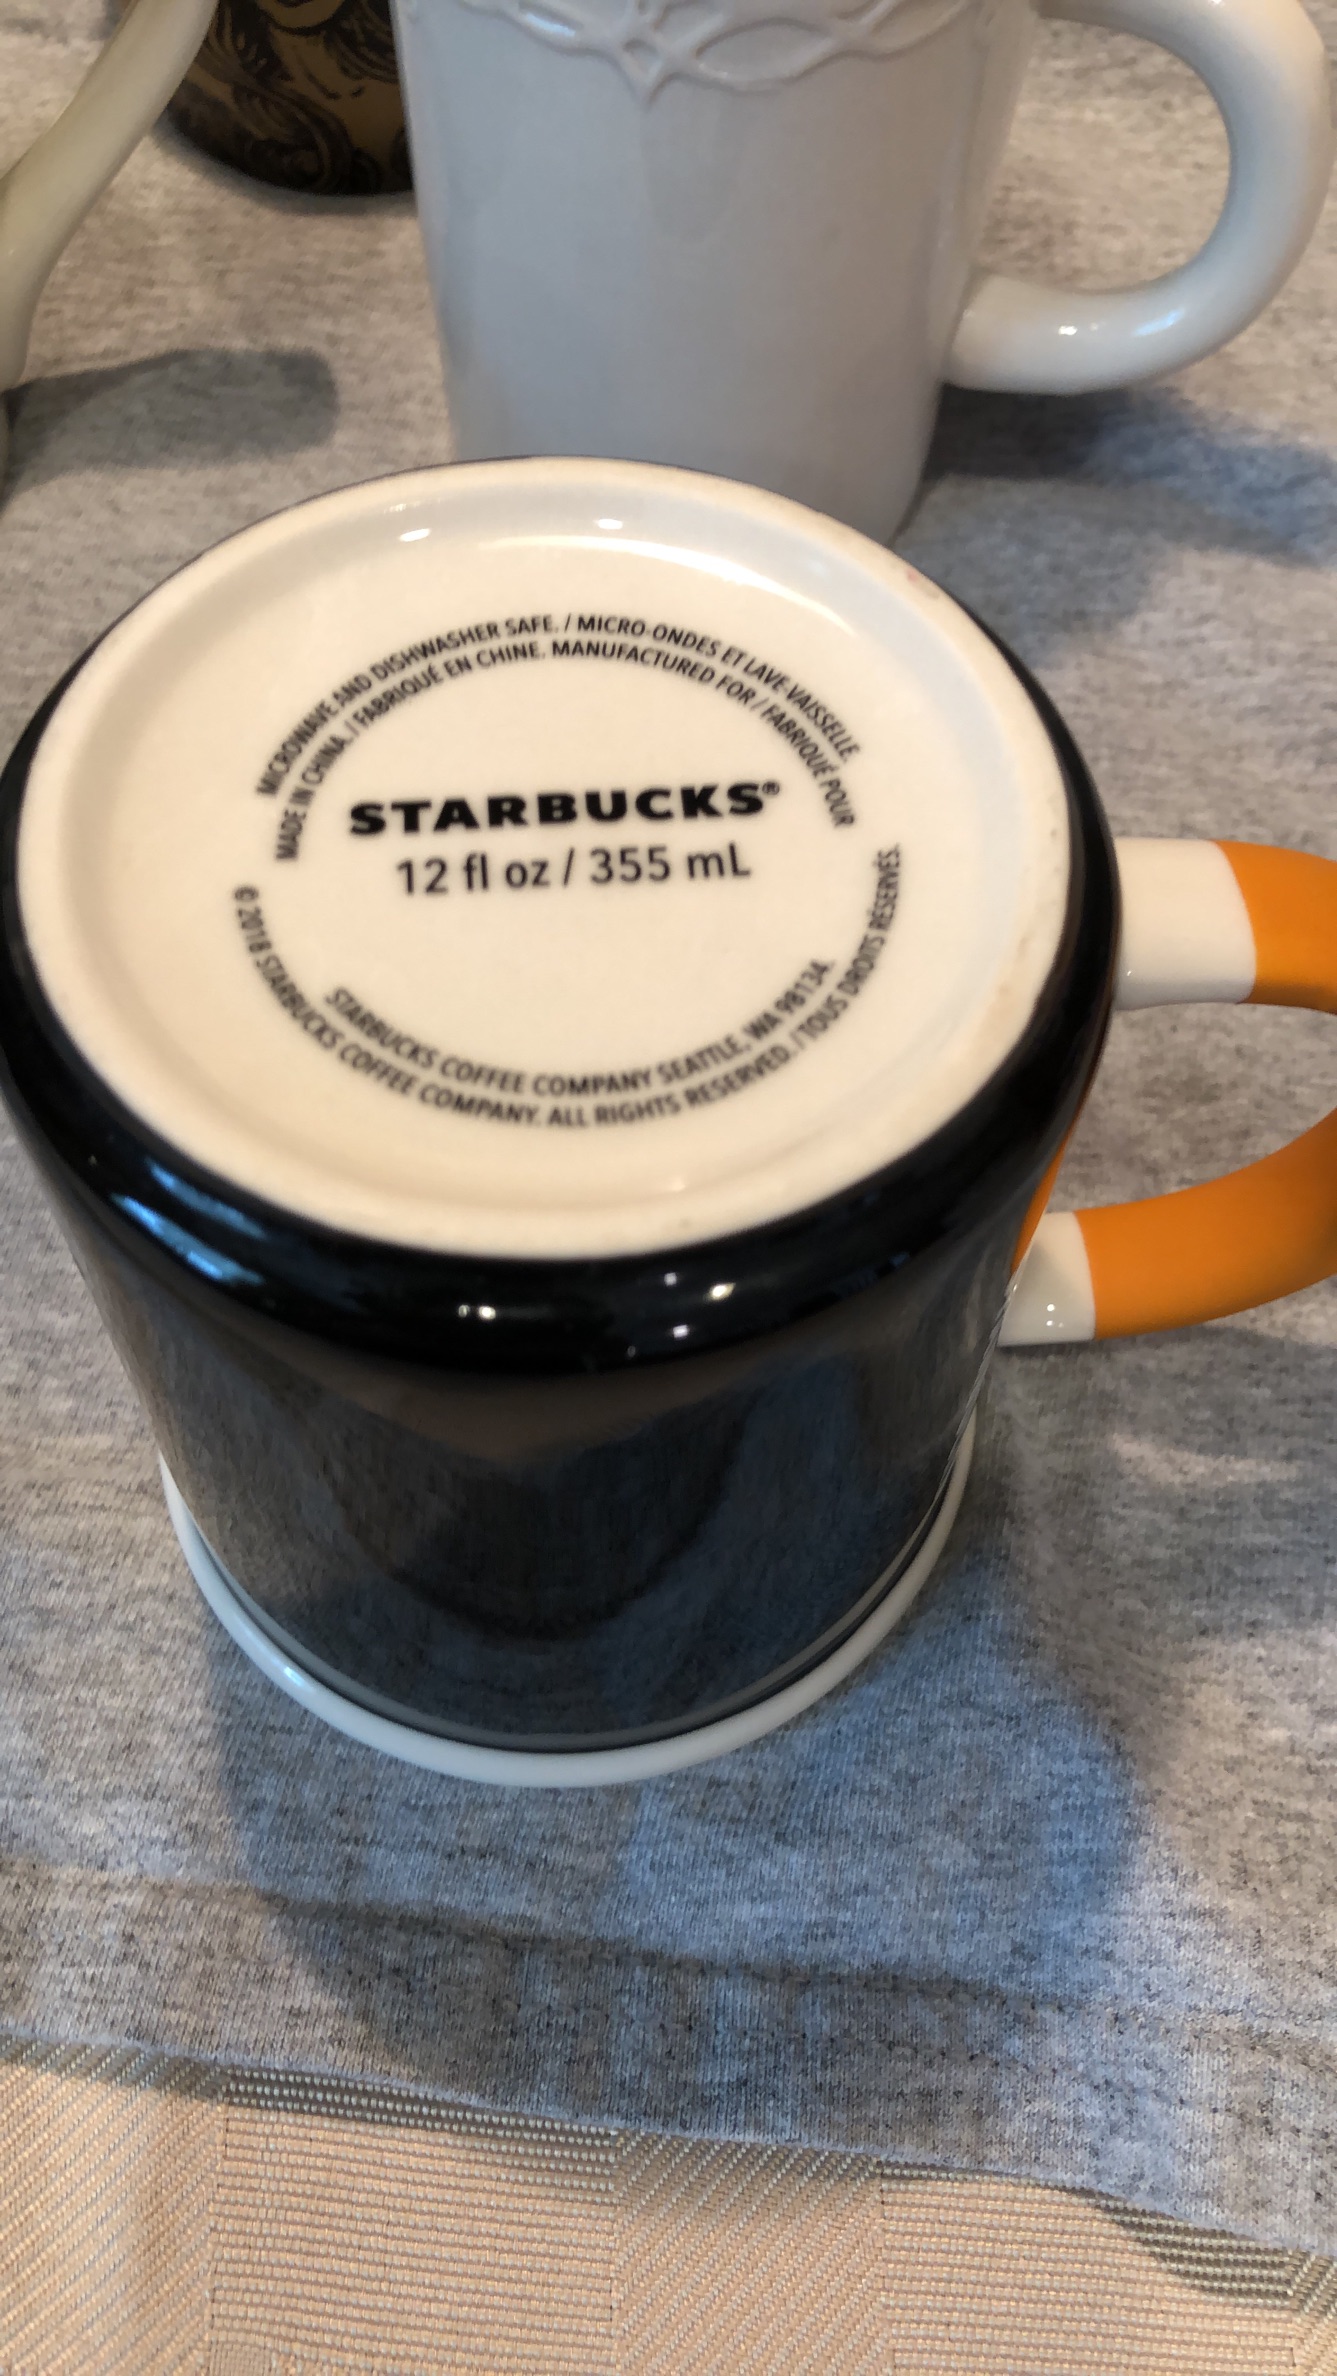 MICROWAVE AND DISHWASHER SAFE. / MICRO-ONDES ET LAVE-VAISSELLE.
MADE IN CHINA. / FABRIQUÉ EN CHINE. MANUFACTURED FOR / FABRIQUÉ POUR
STARBUCKS®
12 fl oz / 355 mL
STARBUCKS COFFEE COMPANY SEATTLE, WA 98134.
© 2018 STARBUCKS COFFEE COMPANY. ALL RIGHTS RESERVED. / TOUS DROITS RÉSERVÉS.